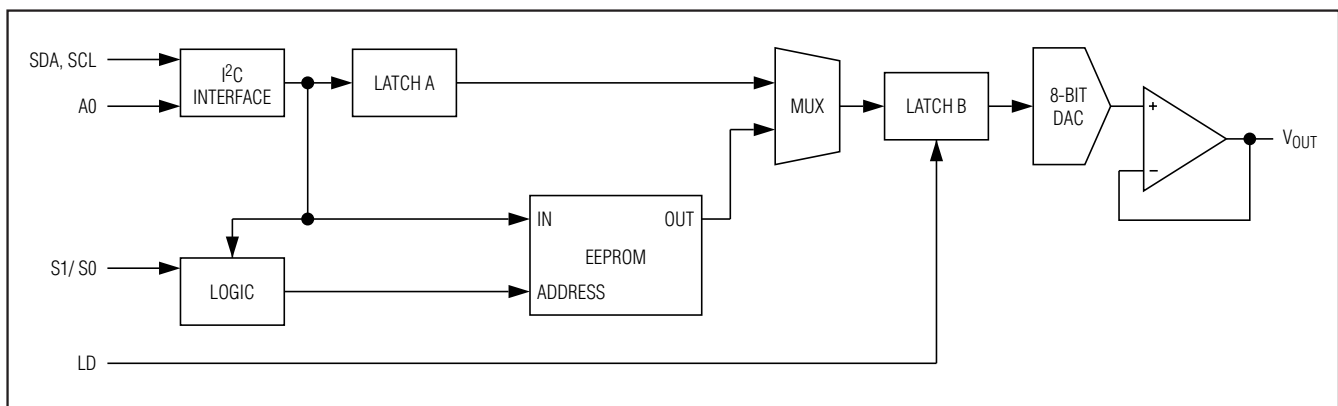 SDA, SCL
A0
I²C
INTERFACE
LATCH A
MUX
LATCH B
8-BIT
DAC
+
−
VOUT
S1/ S0
LOGIC
IN
OUT
EEPROM
ADDRESS
LD